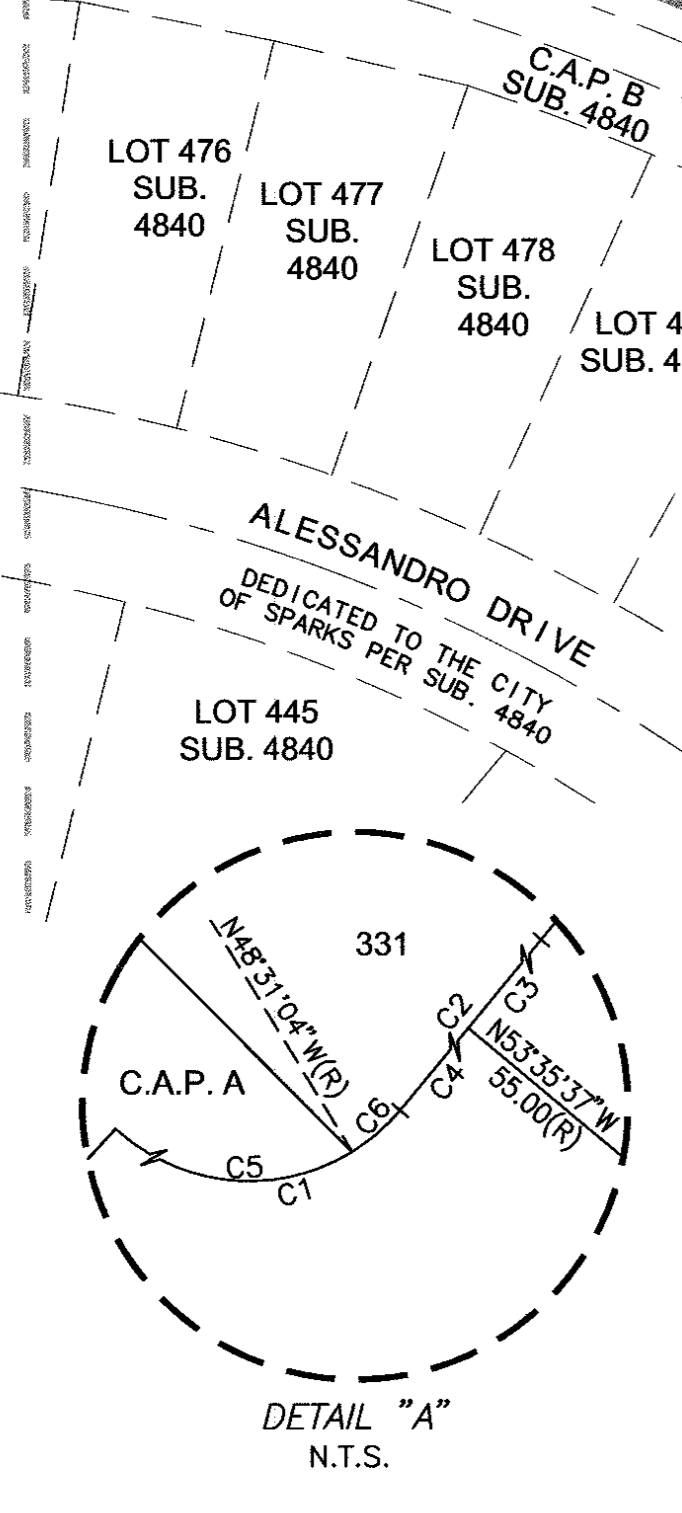 C.A.P. B
SUB. 4840
LOT 476
SUB.
4840
LOT 477
SUB.
4840
LOT 478
SUB.
4840
LOT 4
SUB. 4
ALESSANDRO DRIVE
DEDICATED TO THE CITY
OF SPARKS PER SUB. 4840
LOT 445
SUB. 4840
331
N48°31'04"W(R)
C.A.P. A
C2
C3
C4
C6
C5
C1
N53°35'37"W
55.00(R)
DETAIL "A"
N.T.S.